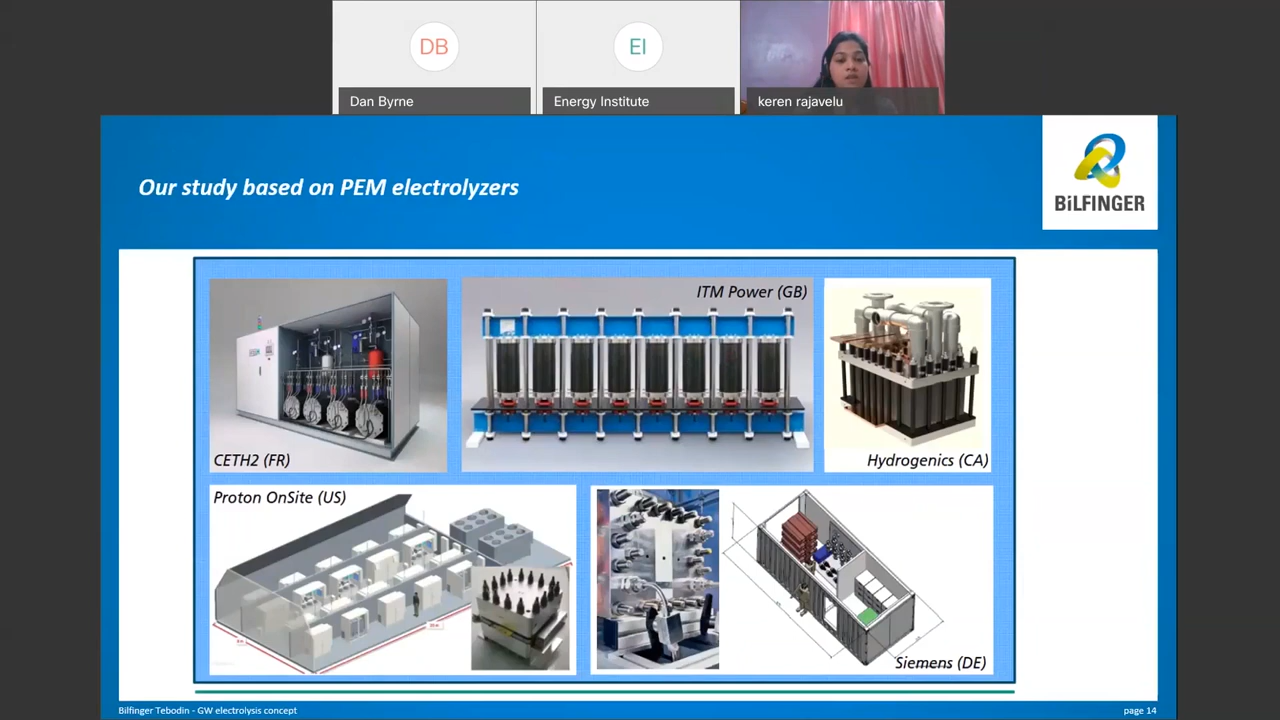 DB
EI
Dan Byrne
Energy Institute
keren rajavelu
Our study based on PEM electrolyzers
BiLFINGER
ITM Power (GB)
CETH2 (FR)
Hydrogenics (CA)
Proton OnSite (US)
Siemens (DE)
Bilfinger Tebodin - GW electrolysis concept
page 14